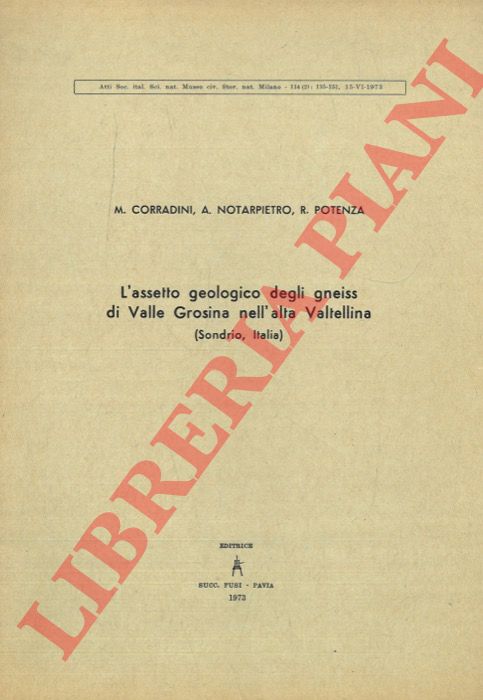 Atti Soc. ital. Sci. nat. Museo civ. Stor. nat. Milano - 114 (2): 135-151, 15-VI-1973
M. CORRADINI, A. NOTARPIETRO, R. POTENZA
L'assetto geologico degli gneiss
di Valle Grosina nell'alta Valtellina
(Sondrio, Italia)
EDITRICE
SUCC. FUSI - PAVIA
1973
LIBRERIA PIANI